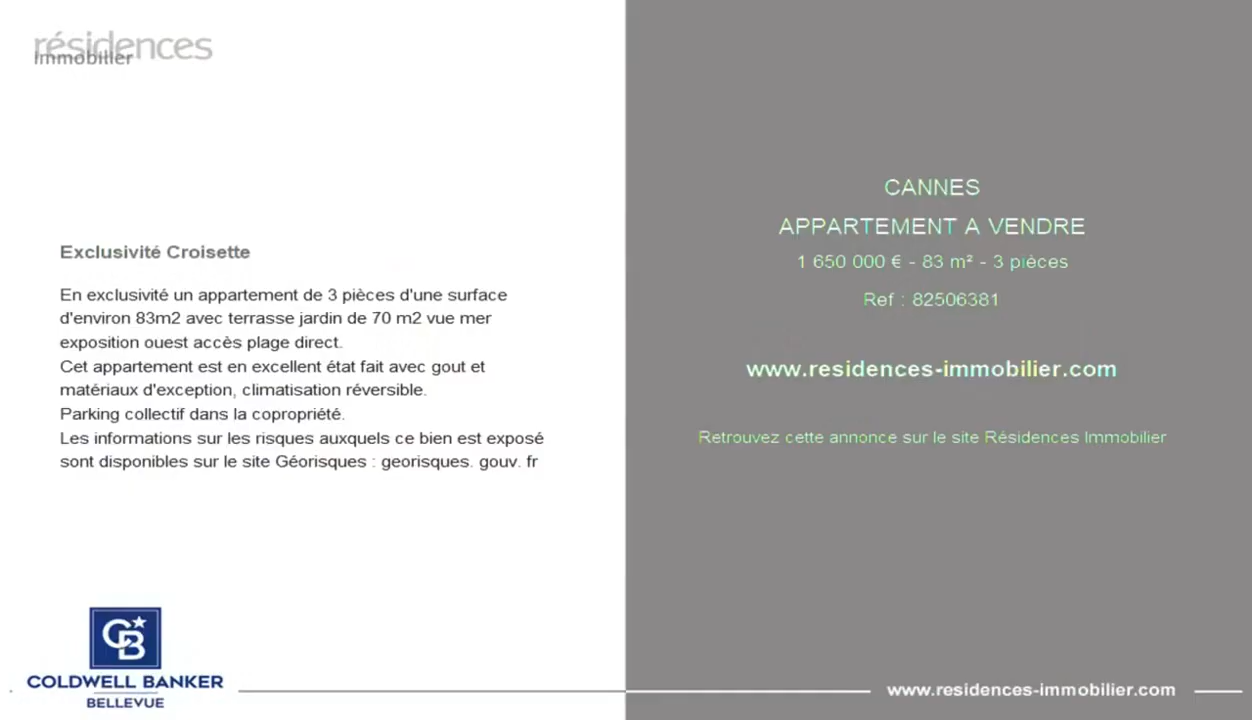 résidences
Immobilier
Exclusivité Croisette
En exclusivité un appartement de 3 pièces d'une surface
d'environ 83m2 avec terrasse jardin de 70 m2 vue mer
exposition ouest accès plage direct.
Cet appartement est en excellent état fait avec gout et
matériaux d'exception, climatisation réversible.
Parking collectif dans la copropriété.
Les informations sur les risques auxquels ce bien est exposé
sont disponibles sur le site Géorisques : georisques. gouv. fr
CB
COLDWELL BANKER
BELLEVUE
CANNES
APPARTEMENT A VENDRE
1 650 000 € - 83 m² - 3 pièces
Ref : 82506381
www.residences-immobilier.com
Retrouvez cette annonce sur le site Résidences Immobilier
www.residences-immobilier.com